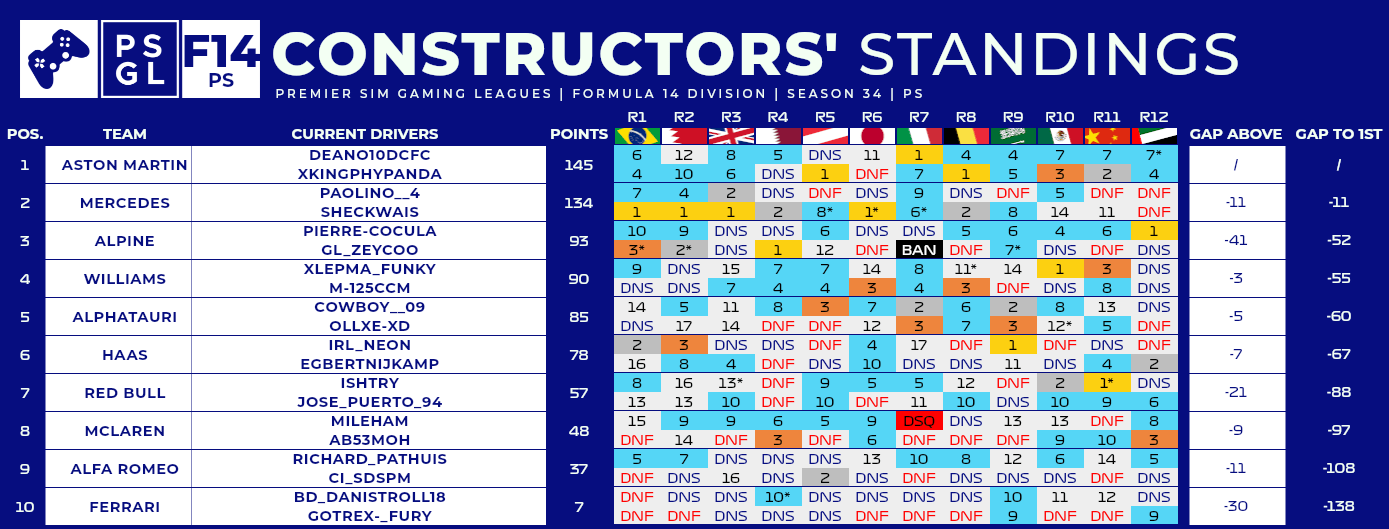 PS GL F14 PS CONSTRUCTORS' STANDINGS
PREMIER SIM GAMING LEAGUES | FORMULA 14 DIVISION | SEASON 34 | PS
R1 R2 R3 R4 R5 R6 R7 R8 R9 R10 R11 R12
POS. TEAM CURRENT DRIVERS POINTS GAP ABOVE GAP TO 1ST
DEANO10DCFC 6 12 8 5 DNS 11 1 4 4 7 7 7*
1 ASTON MARTIN 145 / /
XKINGPHYPANDA 4 10 6 DNS 1 DNF 7 1 5 3 2 4
PAOLINO__4 7 4 2 DNS DNF DNS 9 DNS DNF 5 DNF DNF
2 MERCEDES 134 -11 -11
SHECKWAIS 1 1 1 2 8* 1* 6* 2 8 14 11 DNF
PIERRE-COCULA 10 9 DNS DNS 6 DNS DNS 5 6 4 6 1
3 ALPINE 93 -41 -52
GL_ZEYCOO 3* 2* DNS 1 12 DNF BAN DNF 7* DNS DNF DNS
XLEPMA_FUNKY 9 DNS 15 7 7 14 8 11* 14 1 3 DNS
4 WILLIAMS 90 -3 -55
M-125CCM DNS DNS 7 4 4 3 4 3 DNF DNS 8 DNS
COWBOY__09 14 5 11 8 3 7 2 6 2 8 13 DNS
5 ALPHATAURI 85 -5 -60
OLLXE-XD DNS 17 14 DNF DNF 12 3 7 3 12* 5 DNF
IRL_NEON 2 3 DNS DNS DNF 4 17 DNF 1 DNF DNS DNF
6 HAAS 78 -7 -67
EGBERTNIJKAMP 16 8 4 DNF DNS 10 DNS DNS 11 DNS 4 2
ISHTRY 8 16 13* DNF 9 5 5 12 DNF 2 1* DNS
7 RED BULL 57 -21 -88
JOSE_PUERTO_94 13 13 10 DNF 10 DNF 11 10 DNS 10 9 6
MILEHAM 15 9 9 6 5 9 DSQ DNS 13 13 DNF 8
8 MCLAREN 48 -9 -97
AB53MOH DNF 14 DNF 3 DNF 6 DNF DNF DNF 9 10 3
RICHARD_PATHUIS 5 7 DNS DNS DNS 13 10 8 12 6 14 5
9 ALFA ROMEO 37 -11 -108
CI_SDSPM DNF DNS 16 DNS 2 DNS DNF DNS DNF DNS DNS DNS
BD_DANISTROLL18 DNF DNS DNS 10* DNS DNS DNS DNS 10 11 12 DNS
10 FERRARI 7 -30 -138
GOTREX-_FURY DNF DNF DNS DNS DNS DNF DNF DNF 9 DNF DNF 9